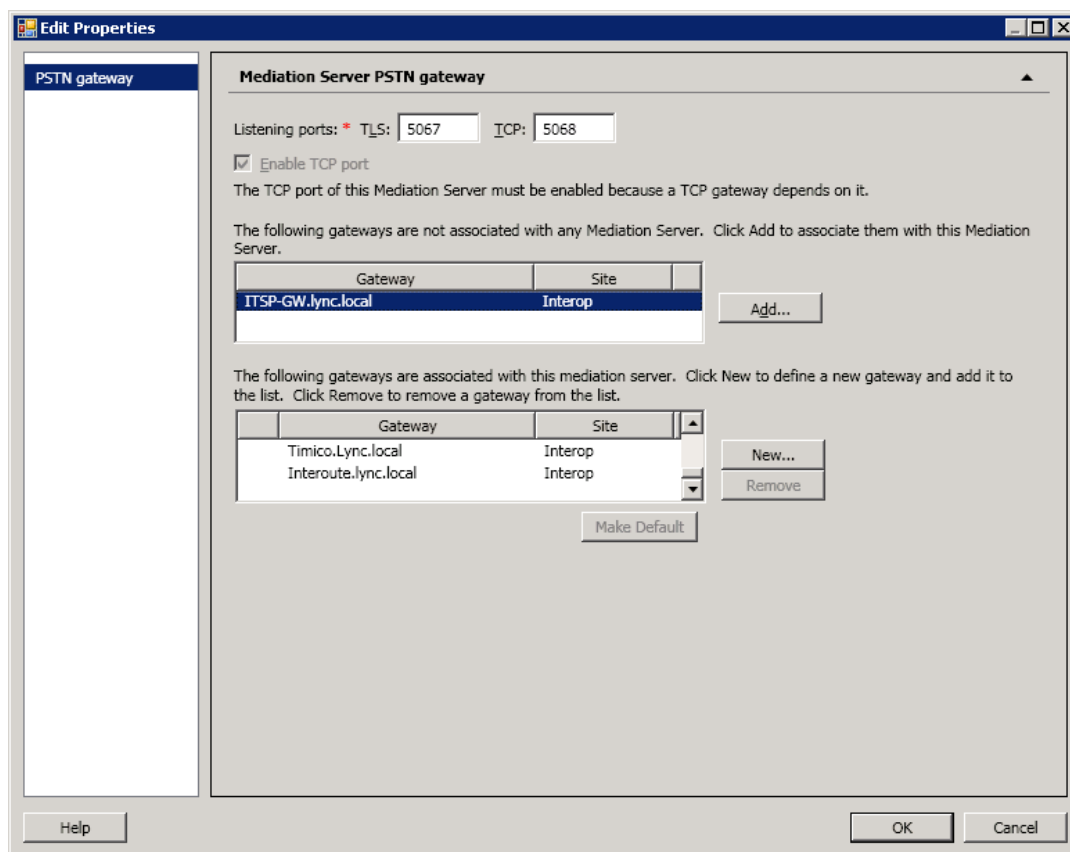 Edit Properties
PSTN gateway
Mediation Server PSTN gateway
Listening ports: * TLS: 5067 TCP: 5068
Enable TCP port
The TCP port of this Mediation Server must be enabled because a TCP gateway depends on it.
The following gateways are not associated with any Mediation Server. Click Add to associate them with this Mediation
Server.
Gateway Site
ITSP-GW.lync.local Interop
Add...
The following gateways are associated with this mediation server. Click New to define a new gateway and add it to
the list. Click Remove to remove a gateway from the list.
Gateway Site
Timico.Lync.local Interop
Interoute.lync.local Interop
New...
Remove
Make Default
Help OK Cancel